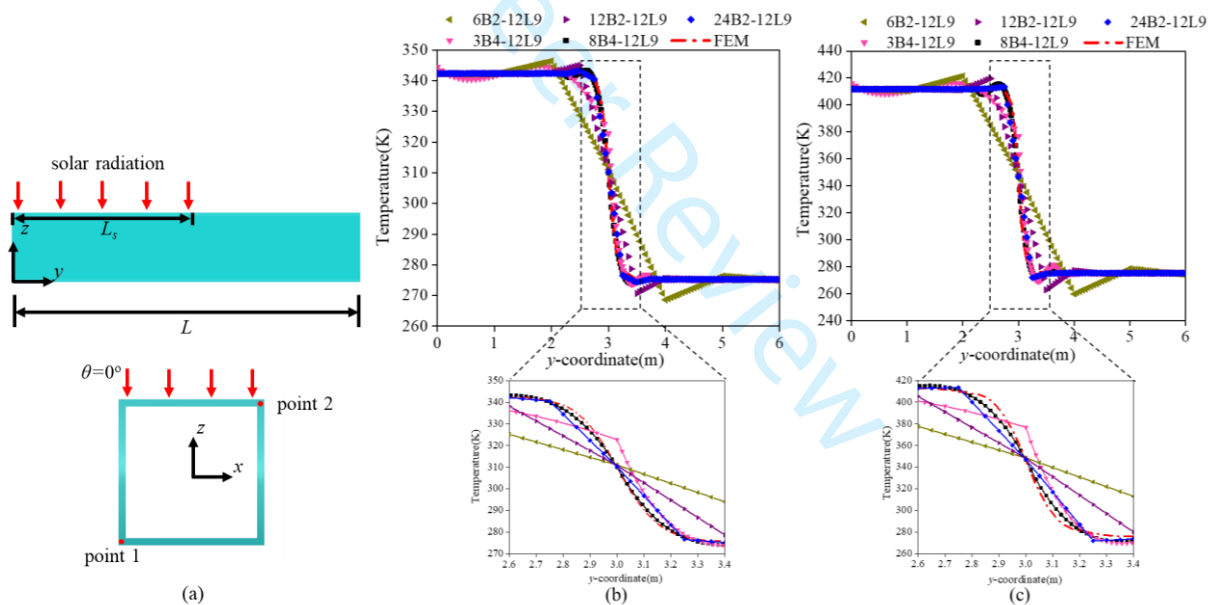 solar radiation
z
L_s
y
L
θ=0°
point 2
z
x
point 1
(a)
6B2-12L9 12B2-12L9 24B2-12L9
3B4-12L9 8B4-12L9 FEM
Temperature(K)
350
340
330
320
310
300
290
280
270
260
0 1 2 3 4 5 6
y-coordinate(m)
Temperature(K)
350
340
330
320
310
300
290
280
270
260
2.6 2.7 2.8 2.9 3.0 3.1 3.2 3.3 3.4
y-coordinate(m)
(b)
6B2-12L9 12B2-12L9 24B2-12L9
3B4-12L9 8B4-12L9 FEM
Temperature(K)
440
420
400
380
360
340
320
300
280
260
240
0 1 2 3 4 5 6
y-coordinate(m)
Temperature(K)
420
400
380
360
340
320
300
280
260
2.6 2.7 2.8 2.9 3.0 3.1 3.2 3.3 3.4
y-coordinate(m)
(c)
eer Review